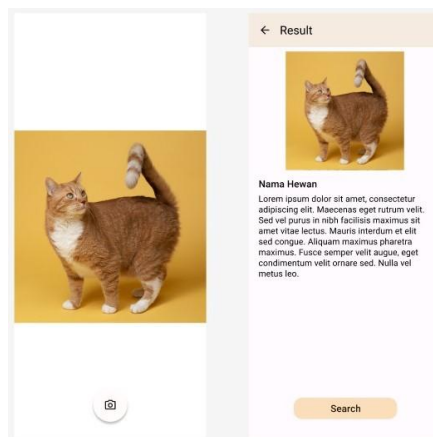 Result
Nama Hewan
Lorem ipsum dolor sit amet, consectetur
adipiscing elit. Maecenas eget rutrum velit.
Sed vel purus in nibh facilisis maximus sit
amet vitae lectus. Mauris interdum et elit
sed congue. Aliquam maximus pharetra
maximus. Fusce semper velit augue, eget
condimentum velit ornare sed. Nulla vel
metus leo.
Search